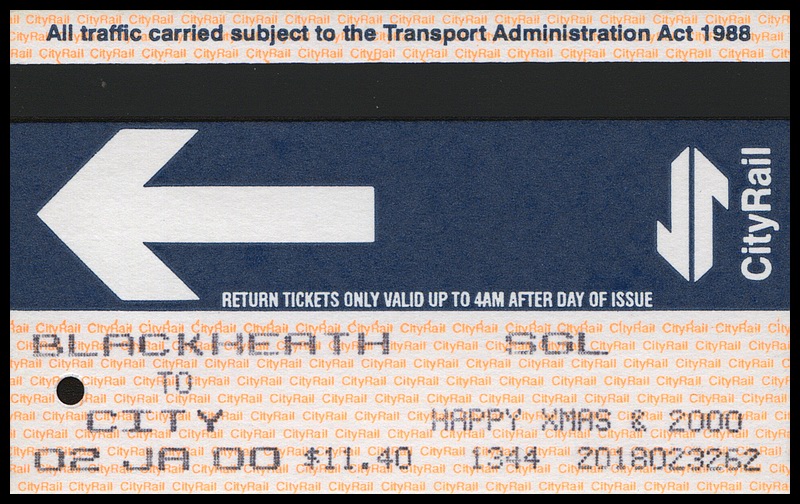 All traffic carried subject to the Transport Administration Act 1988
CityRail
RETURN TICKETS ONLY VALID UP TO 4AM AFTER DAY OF ISSUE
BLACKHEATH SGL
TO
CITY HAPPY XMAS & 2000
02 JA 00 *11.40 1344 2018023262